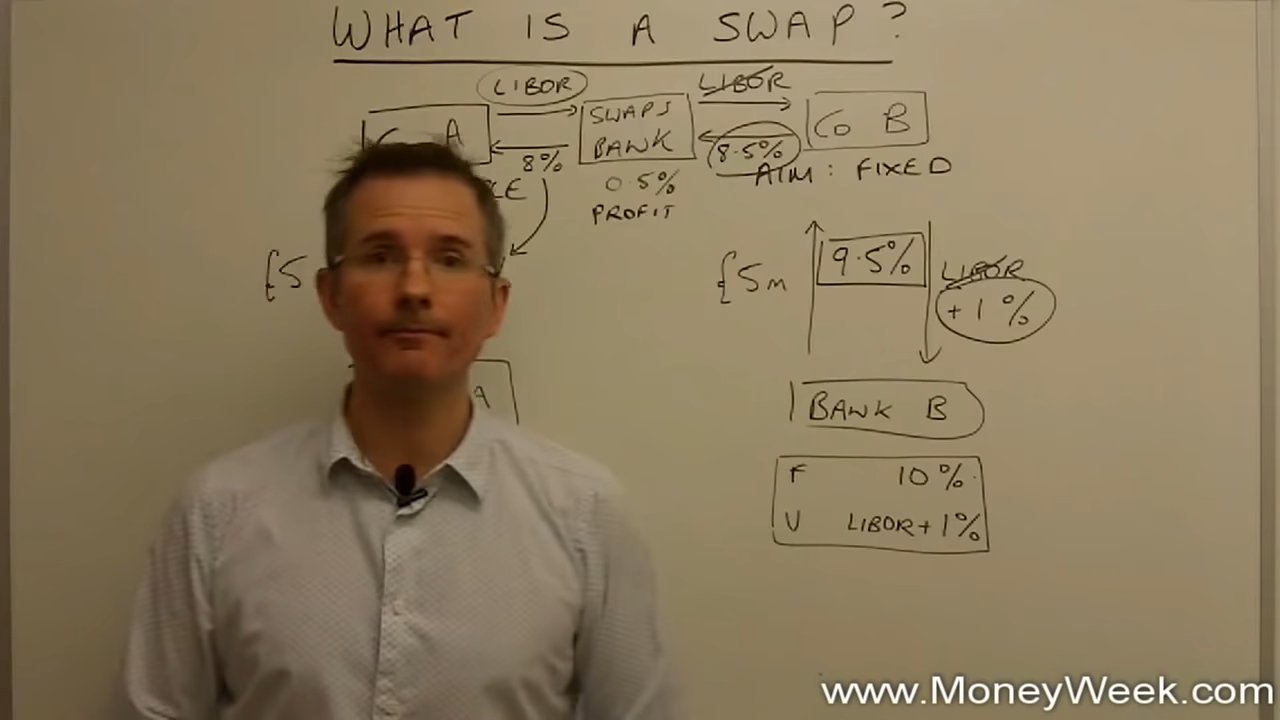 WHAT IS A SWAP?
LIBOR
LIBOR
A
SWAPS
BANK
Co B
8%
8.5%
0.5%
PROFIT
AIM: FIXED
£5
£5m
9.5%
LIBOR
+1%
BANK B
F 10%
V LIBOR+1%
www.MoneyWeek.com